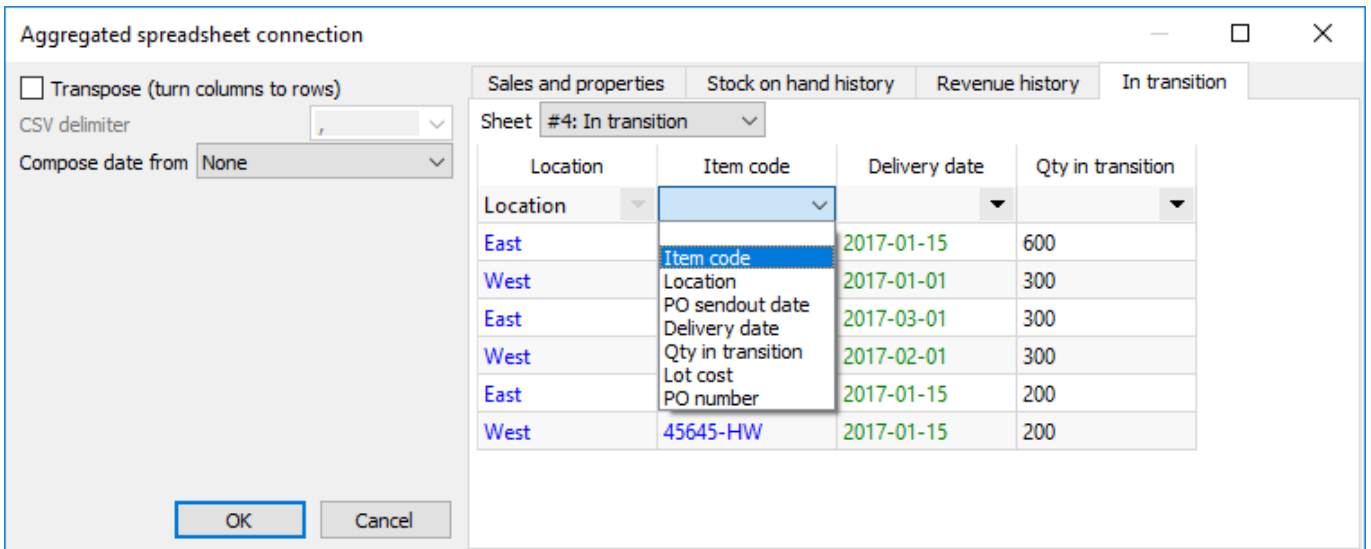 Aggregated spreadsheet connection
Transpose (turn columns to rows)
CSV delimiter ,
Compose date from None
OK Cancel
Sales and properties Stock on hand history Revenue history In transition
Sheet #4: In transition
Location Item code Delivery date Qty in transition
Location
East 2017-01-15 600
West 2017-01-01 300
East 2017-03-01 300
West 2017-02-01 300
East 2017-01-15 200
West 45645-HW 2017-01-15 200
Item code
Location
PO sendout date
Delivery date
Qty in transition
Lot cost
PO number